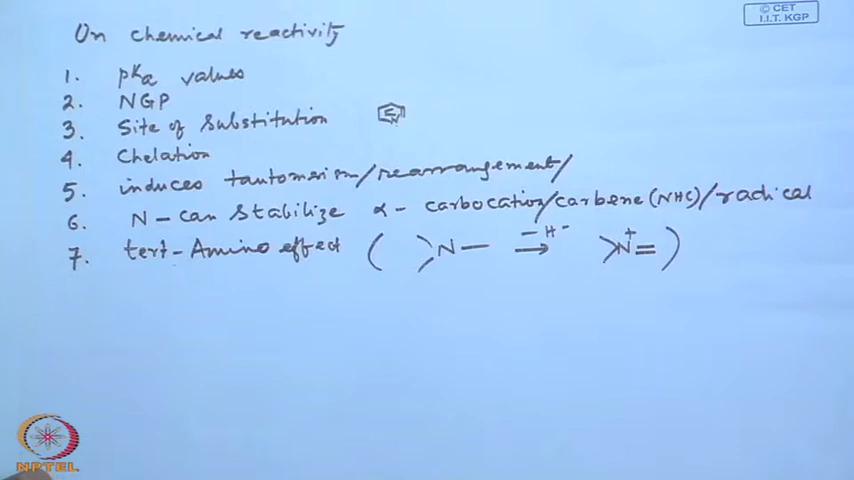 © CET
I.I.T. KGP
On chemical reactivity
1. pKa values
2. NGP
3. Site of substitution
4. Chelation
5. induces tautomerism/rearrangement/
6. N – can stabilize α – carbocation/carbene (NHC)/radical
7. tert-Amino effect ( >N— –H⁻ → >N⁺= )
NPTEL